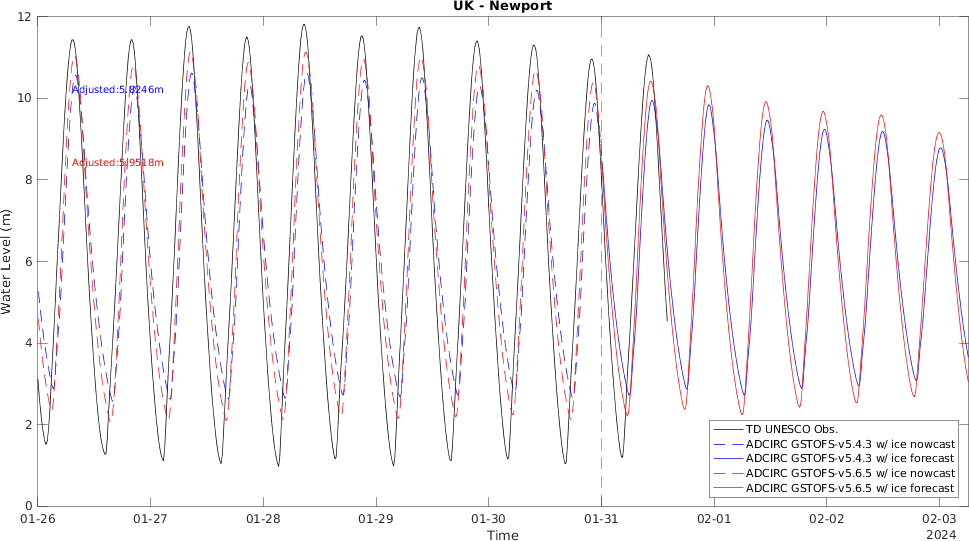 UK - Newport
12
10
8
6
4
2
0
Water Level (m)
Adjusted:5.8246m
Adjusted:5.9518m
TD UNESCO Obs.
ADCIRC GSTOFS-v5.4.3 w/ ice nowcast
ADCIRC GSTOFS-v5.4.3 w/ ice forecast
ADCIRC GSTOFS-v5.6.5 w/ ice nowcast
ADCIRC GSTOFS-v5.6.5 w/ ice forecast
01-26 01-27 01-28 01-29 01-30 01-31 02-01 02-02 02-03
Time
2024